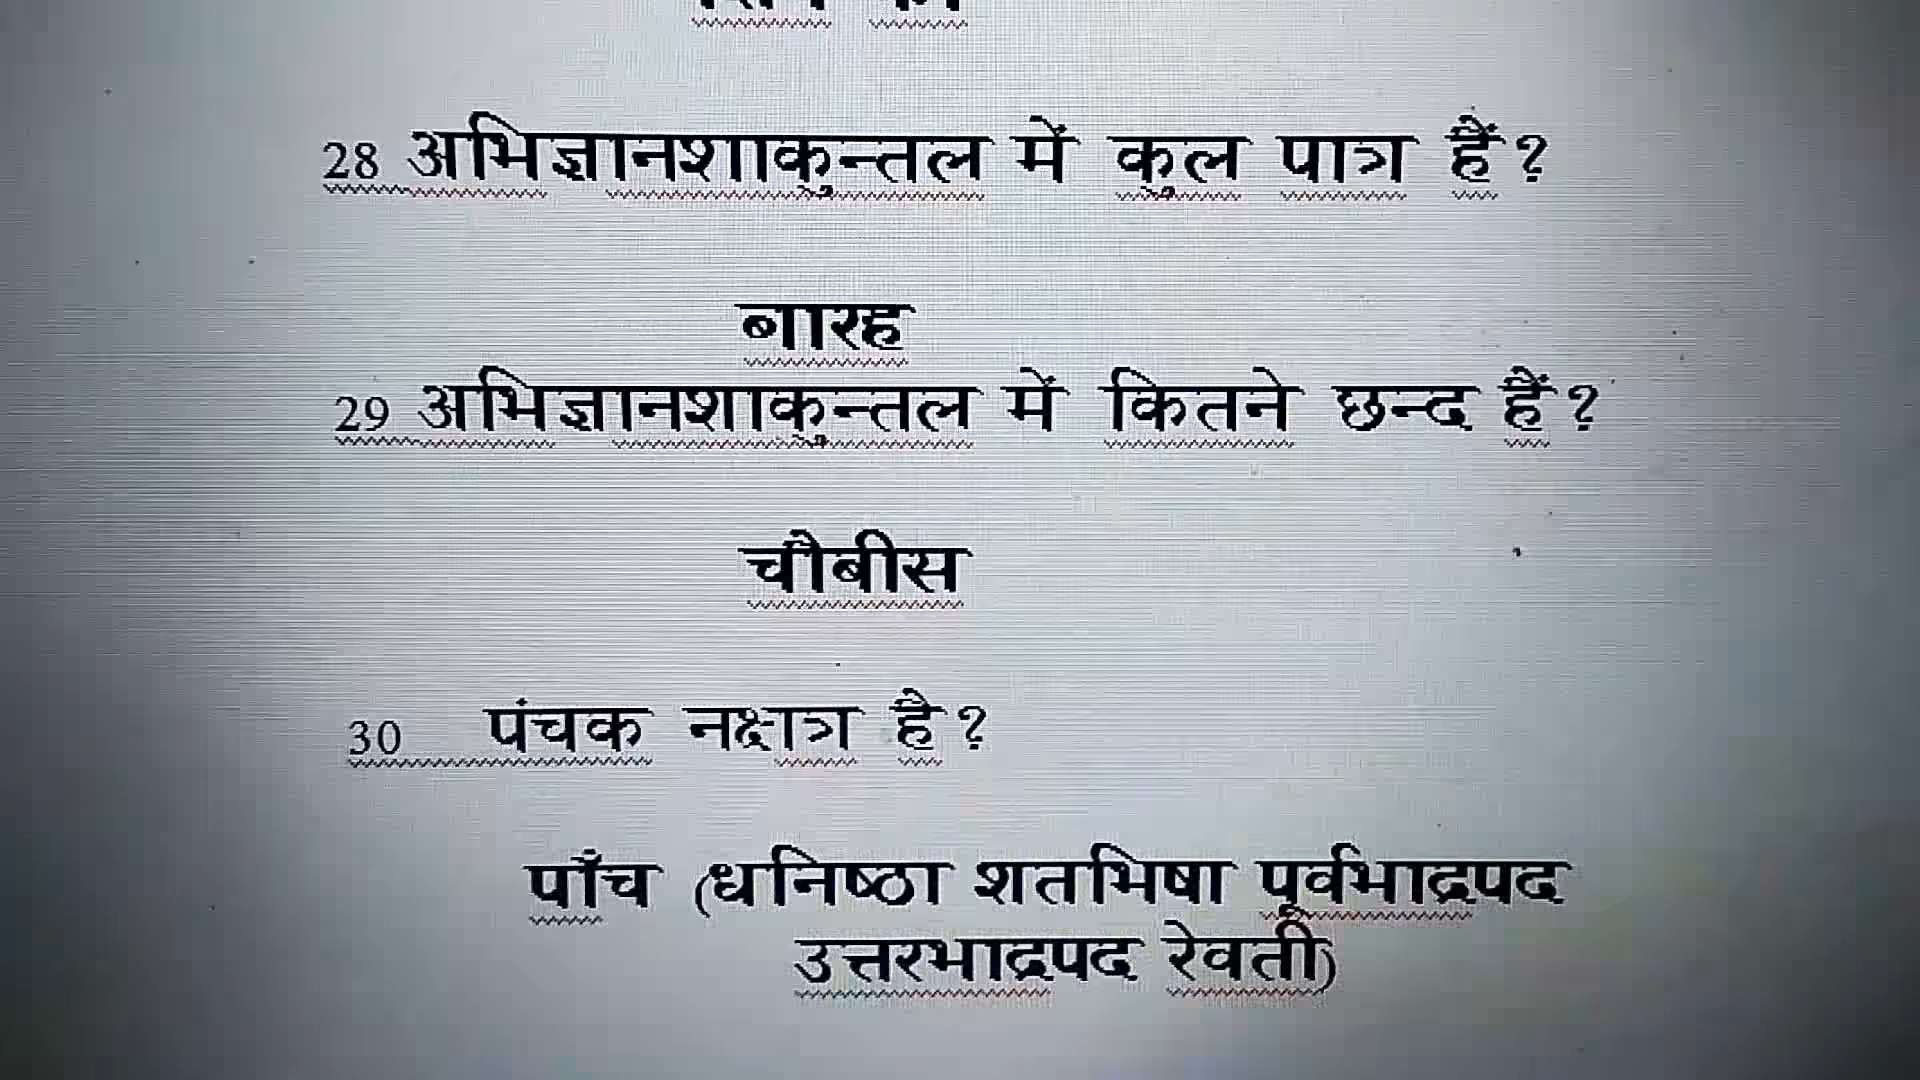 28 अभिज्ञानशाकुन्तल में कुल पात्र हैं?
बारह
29 अभिज्ञानशाकुन्तल में कितने छन्द हैं?
चौबीस
30 पंचक नक्षत्र है?
पाँच (धनिष्ठा शतभिषा पूर्वभाद्रपद
उत्तरभाद्रपद रेवती)